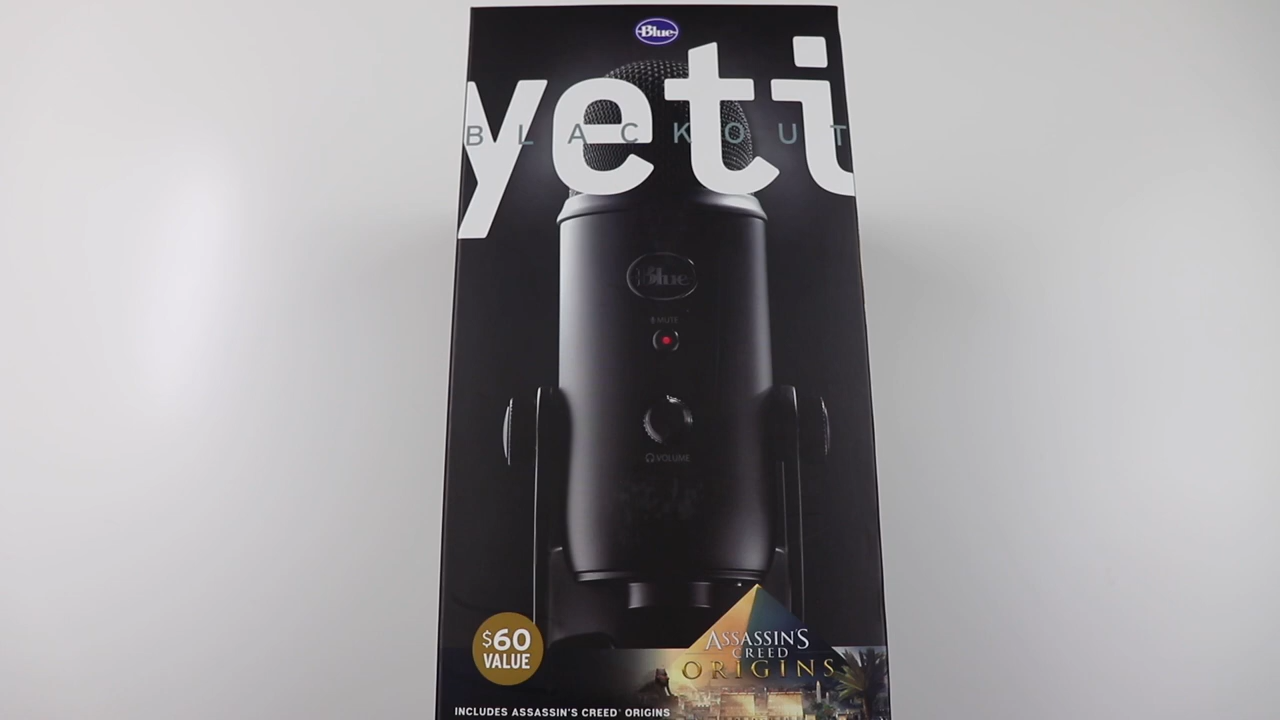 Blue
yeti
BLACKOUT
Blue
MUTE
VOLUME
$60
VALUE
ASSASSIN'S
CREED
ORIGINS
INCLUDES ASSASSIN'S CREED® ORIGINS